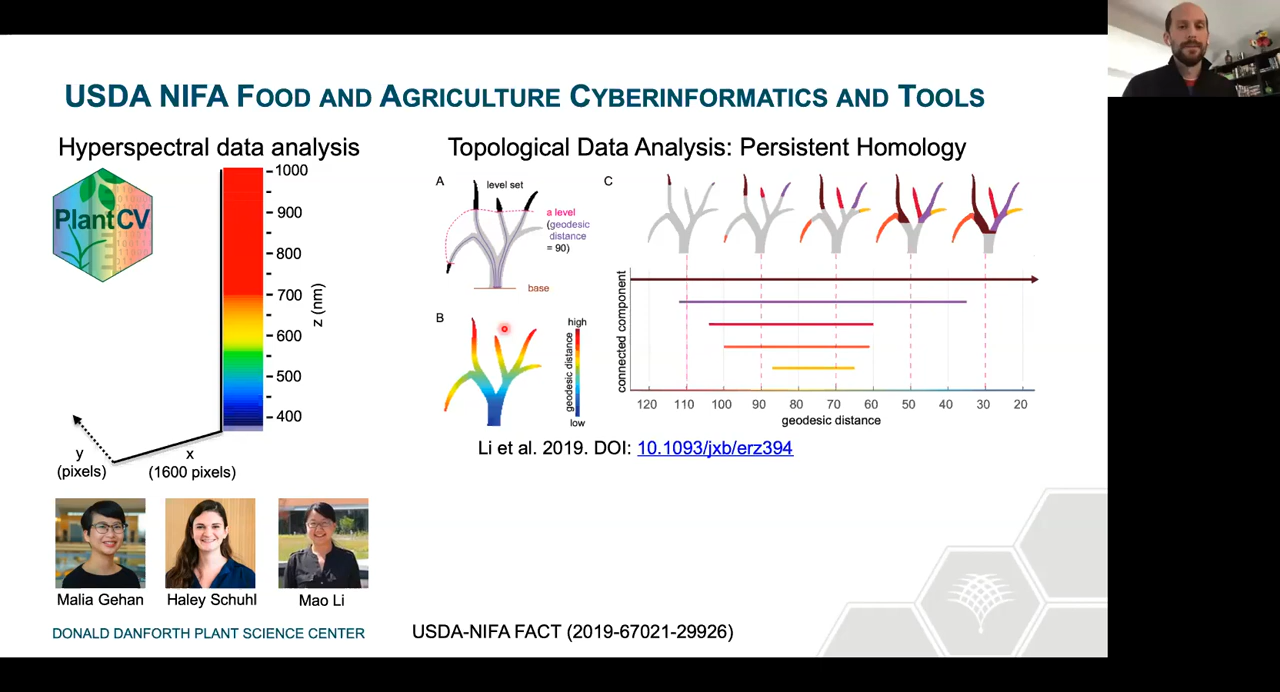 USDA NIFA FOOD AND AGRICULTURE CYBERINFORMATICS AND TOOLS
Hyperspectral data analysis
PlantCV
1000
900
800
700
600
500
400
z (nm)
y
(pixels)
x
(1600 pixels)
Topological Data Analysis: Persistent Homology
A
level set
a level
(geodesic
distance
= 90)
base
B
high
geodesic distance
low
C
connected component
120 110 100 90 80 70 60 50 40 30 20
geodesic distance
Li et al. 2019. DOI: 10.1093/jxb/erz394
Malia Gehan
Haley Schuhl
Mao Li
DONALD DANFORTH PLANT SCIENCE CENTER
USDA-NIFA FACT (2019-67021-29926)